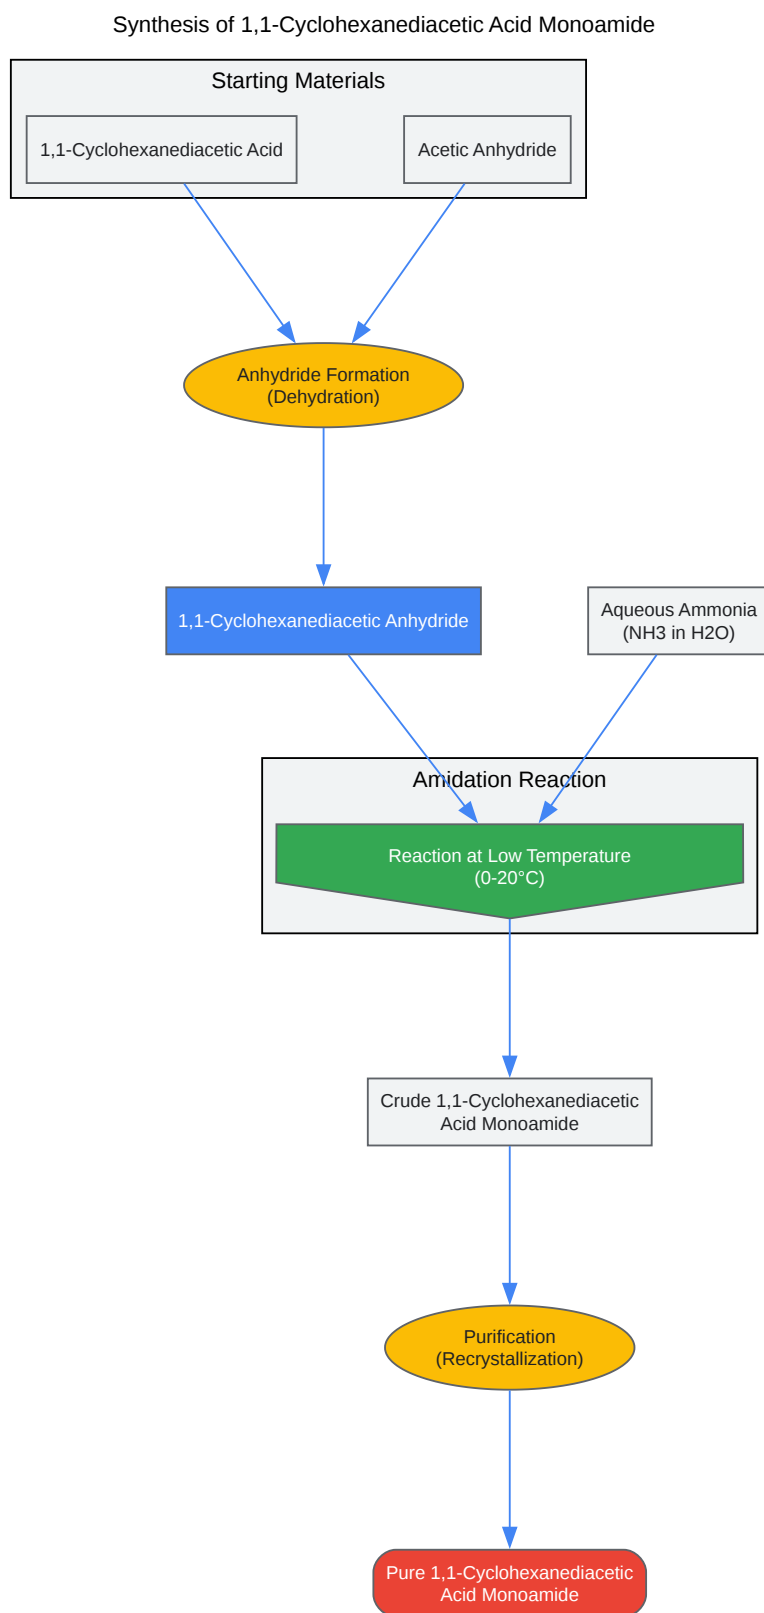 Synthesis of 1,1-Cyclohexanediacetic Acid Monoamide
Starting Materials
1,1-Cyclohexanediacetic Acid
Acetic Anhydride
Anhydride Formation
(Dehydration)
1,1-Cyclohexanediacetic Anhydride
Aqueous Ammonia
(NH3 in H2O)
Amidation Reaction
Reaction at Low Temperature
(0-20°C)
Crude 1,1-Cyclohexanediacetic
Acid Monoamide
Purification
(Recrystallization)
Pure 1,1-Cyclohexanediacetic
Acid Monoamide